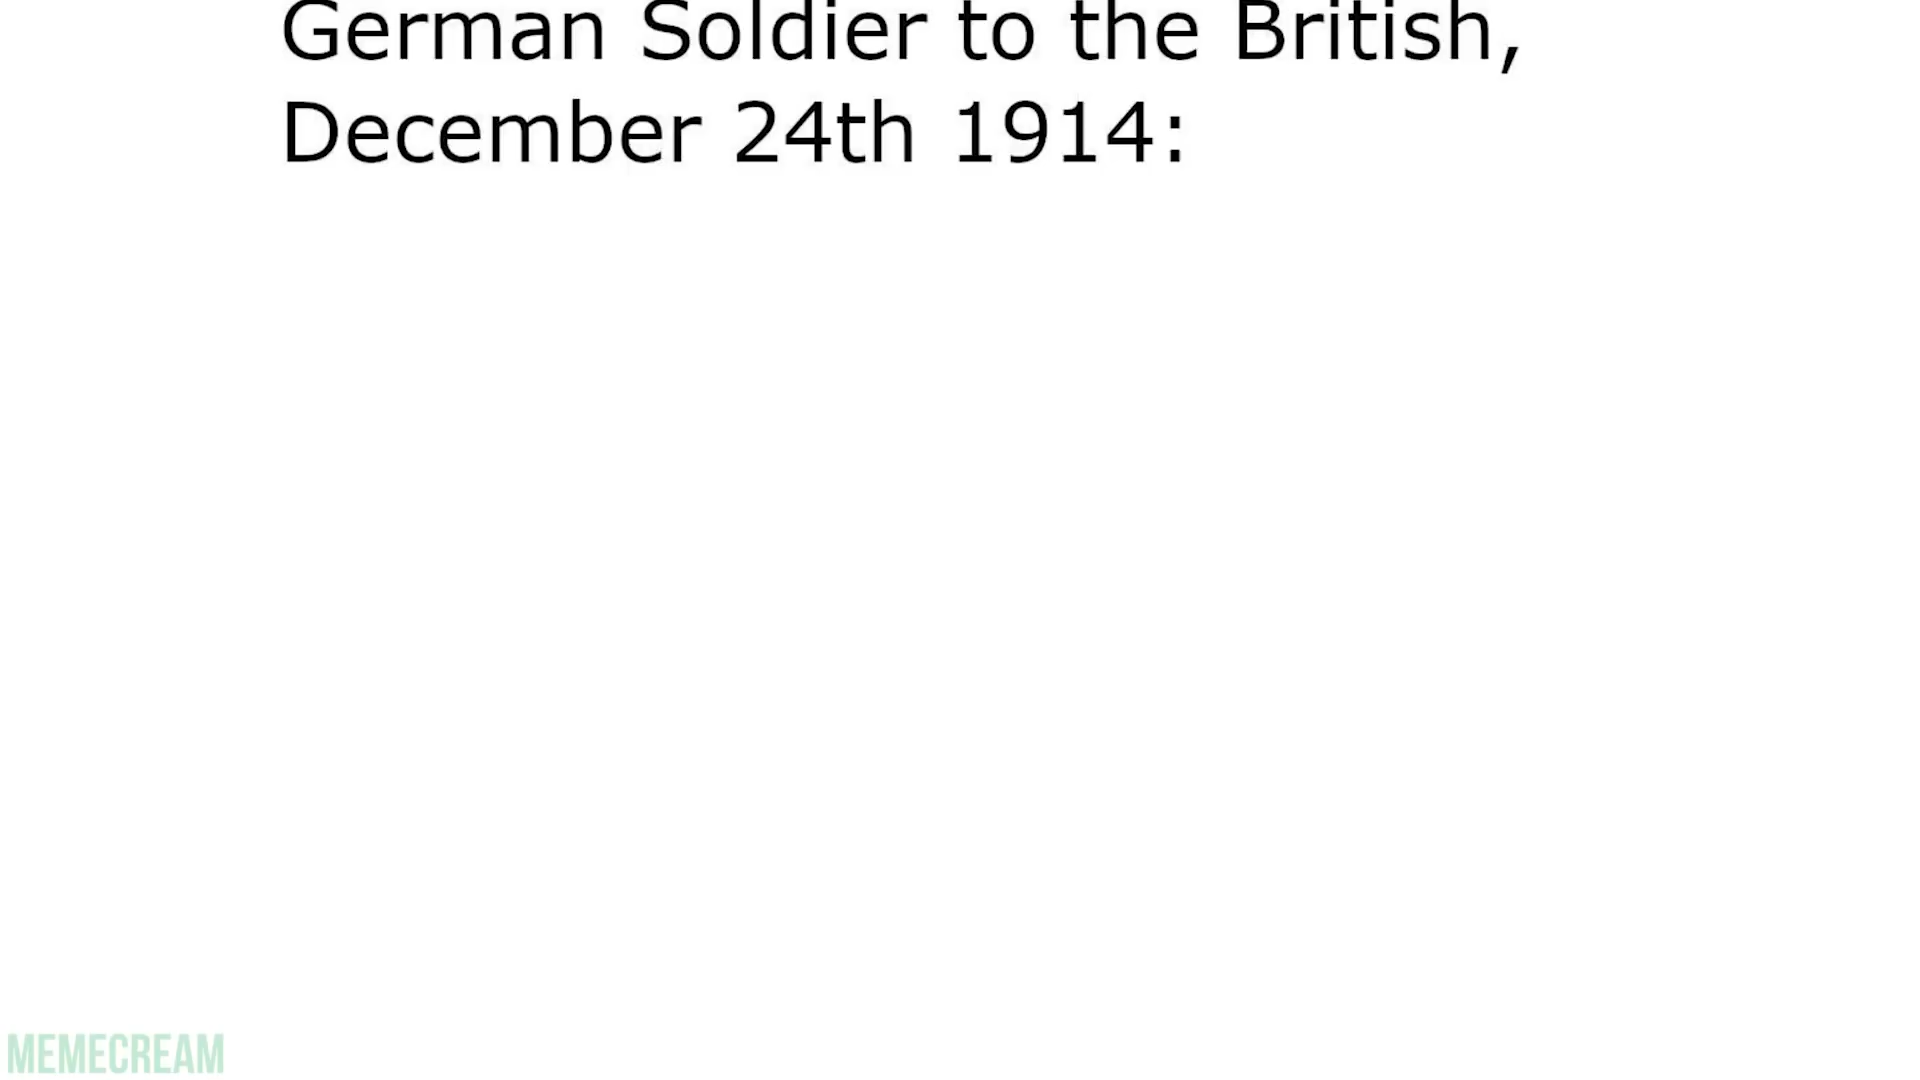 German Soldier to the British,
December 24th 1914:
MEMECREAM